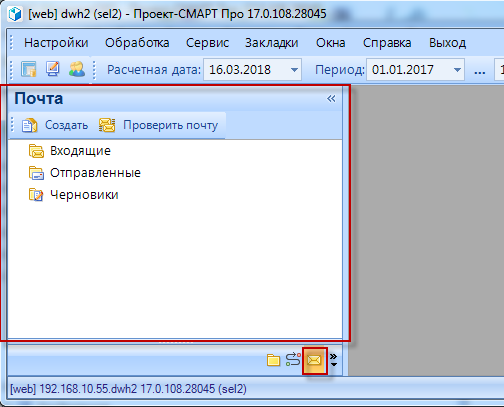 [web] dwh2 (sel2) - Проект-СМАРТ Про 17.0.108.28045
Настройки Обработка Сервис Закладки Окна Справка Выход
Расчетная дата: 16.03.2018 Период: 01.01.2017 ... 1
Почта
Создать Проверить почту
Входящие
Отправленные
Черновики
[web] 192.168.10.55.dwh2 17.0.108.28045 (sel2)